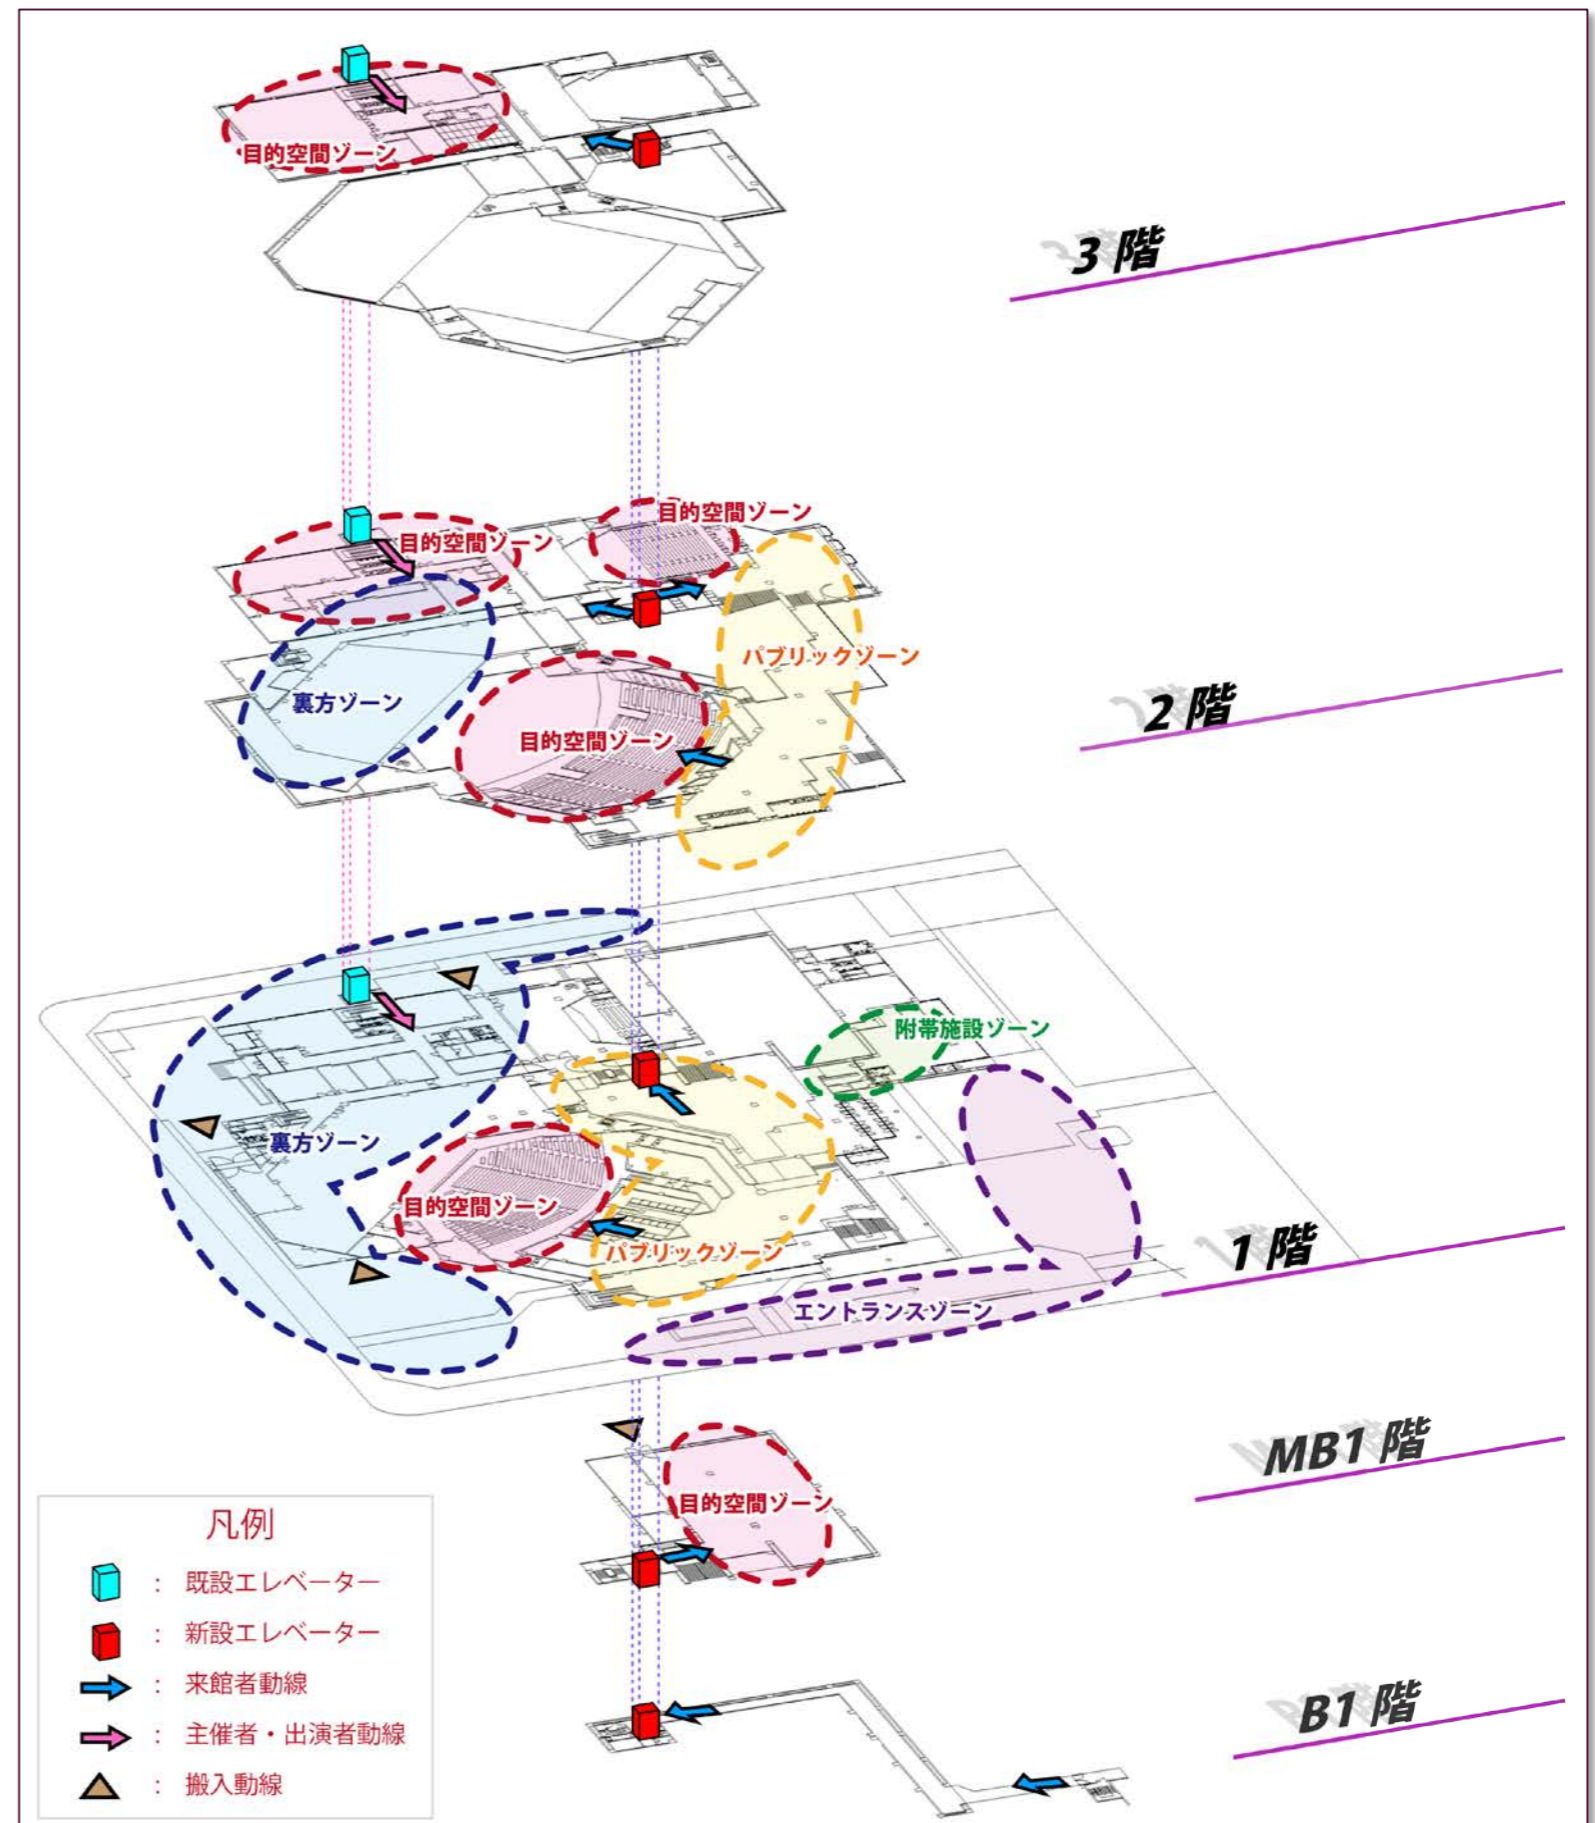 目的空間ゾーン
3階
目的空間ゾーン
目的空間ゾーン
パブリックゾーン
裏方ゾーン
目的空間ゾーン
2階
附帯施設ゾーン
裏方ゾーン
目的空間ゾーン
パブリックゾーン
エントランスゾーン
1階
MB1階
目的空間ゾーン
B1階
凡例
： 既設エレベーター
： 新設エレベーター
： 来館者動線
： 主催者・出演者動線
： 搬入動線